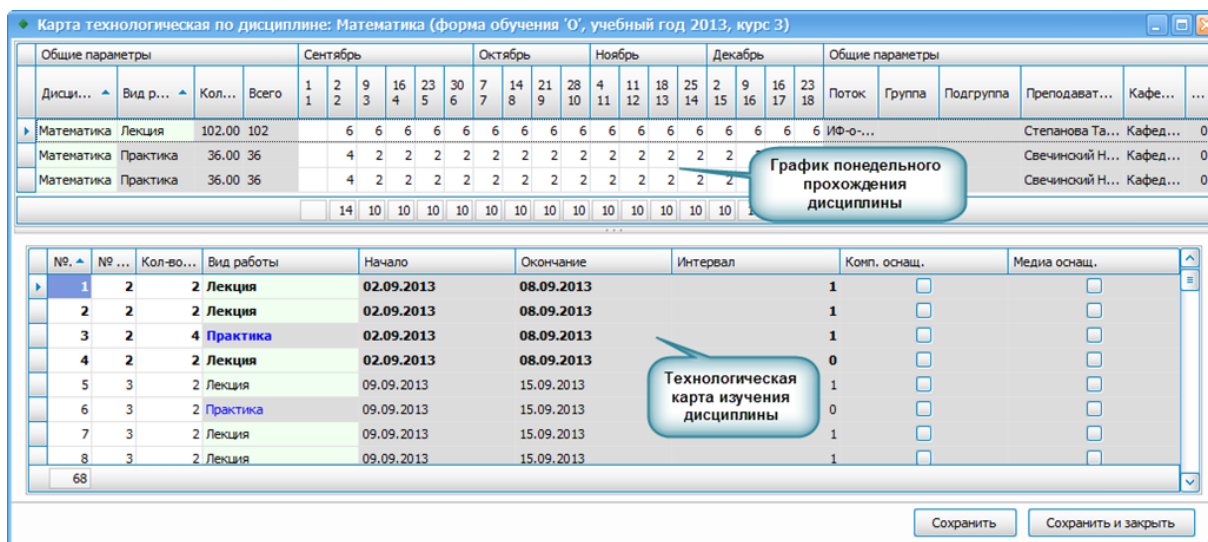 Карта технологическая по дисциплине: Математика (форма обучения 'О', учебный год 2013, курс 3)
Общие параметры Сентябрь Октябрь Ноябрь Декабрь Общие параметры
Дисци... Вид р... Кол... Всего 1 2 9 16 23 30 7 14 21 28 4 11 18 25 2 9 16 23 Поток Группа Подгруппа Преподават... Кафе... ...
1 2 3 4 5 6 7 8 9 10 11 12 13 14 15 16 17 18
Математика Лекция 102.00 102 6 6 6 6 6 6 6 6 6 6 6 6 6 6 6 6 6 ИФ-о-... Степанова Та... Кафед... 0
Математика Практика 36.00 36 4 2 2 2 2 2 2 2 2 2 2 2 2 2 Свечинский Н... Кафед... 0
Математика Практика 36.00 36 4 2 2 2 2 2 2 2 2 2 2 2 2 2 Свечинский Н... Кафед... 0
14 10 10 10 10 10 10 10 10 10 10 10 10 10
График понедельного
прохождения
дисциплины
№. № ... Кол-во... Вид работы Начало Окончание Интервал Комп. оснащ. Медиа оснащ.
1 2 2 Лекция 02.09.2013 08.09.2013 1
2 2 2 Лекция 02.09.2013 08.09.2013 1
3 2 4 Практика 02.09.2013 08.09.2013 1
4 2 2 Лекция 02.09.2013 08.09.2013 0
5 3 2 Лекция 09.09.2013 15.09.2013 1
6 3 2 Практика 09.09.2013 15.09.2013 0
7 3 2 Лекция 09.09.2013 15.09.2013 1
8 3 2 Лекция 09.09.2013 15.09.2013 1
68
Технологическая
карта изучения
дисциплины
Сохранить Сохранить и закрыть